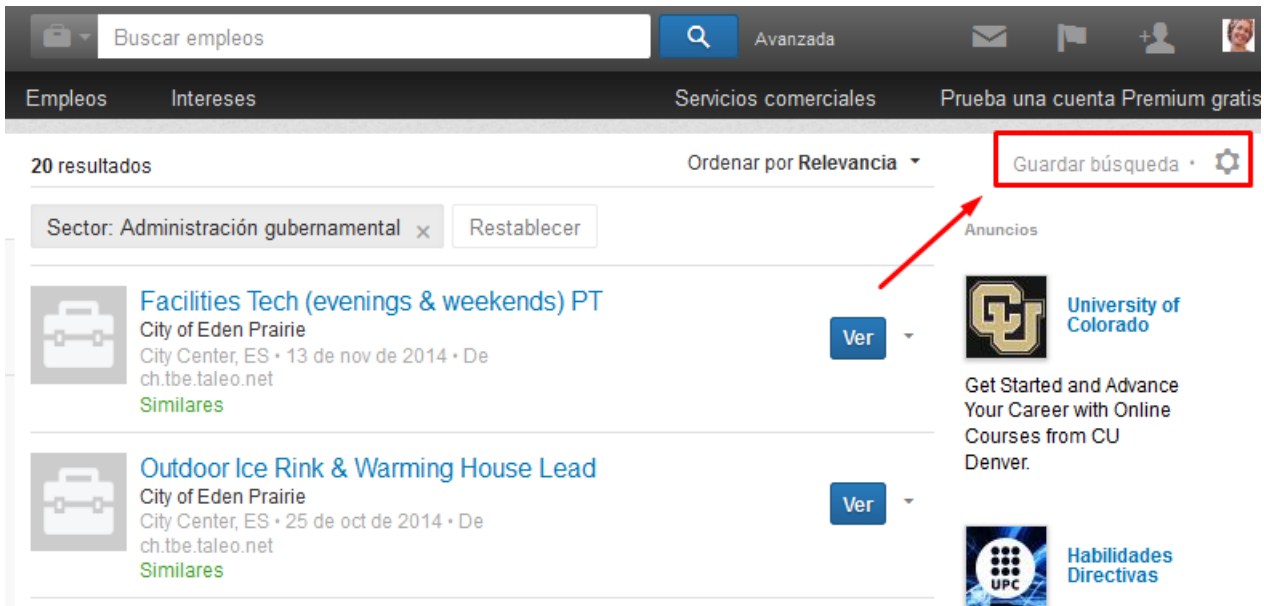 Buscar empleos
Avanzada
Empleos
Intereses
Servicios comerciales
Prueba una cuenta Premium gratis
20 resultados
Ordenar por Relevancia
Guardar búsqueda •
Sector: Administración gubernamental ×
Restablecer
Facilities Tech (evenings & weekends) PT
City of Eden Prairie
City Center, ES • 13 de nov de 2014 • De
ch.tbe.taleo.net
Similares
Ver
Outdoor Ice Rink & Warming House Lead
City of Eden Prairie
City Center, ES • 25 de oct de 2014 • De
ch.tbe.taleo.net
Similares
Ver
Anuncios
CU
University of
Colorado
Get Started and Advance
Your Career with Online
Courses from CU
Denver.
UPC
Habilidades
Directivas